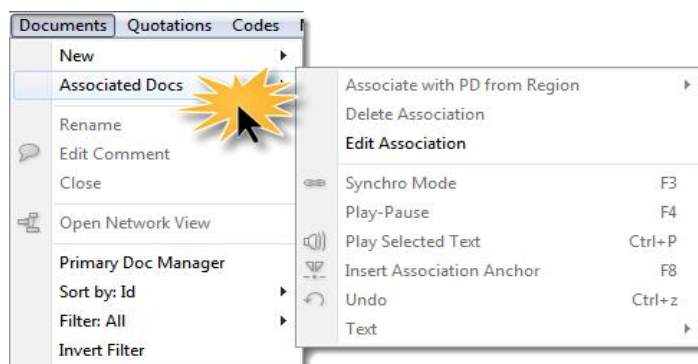 Documents Quotations Codes
New
Associated Docs
Rename
Edit Comment
Close
Open Network View
Primary Doc Manager
Sort by: Id
Filter: All
Invert Filter
Associate with PD from Region
Delete Association
Edit Association
Synchro Mode F3
Play-Pause F4
Play Selected Text Ctrl+P
Insert Association Anchor F8
Undo Ctrl+z
Text